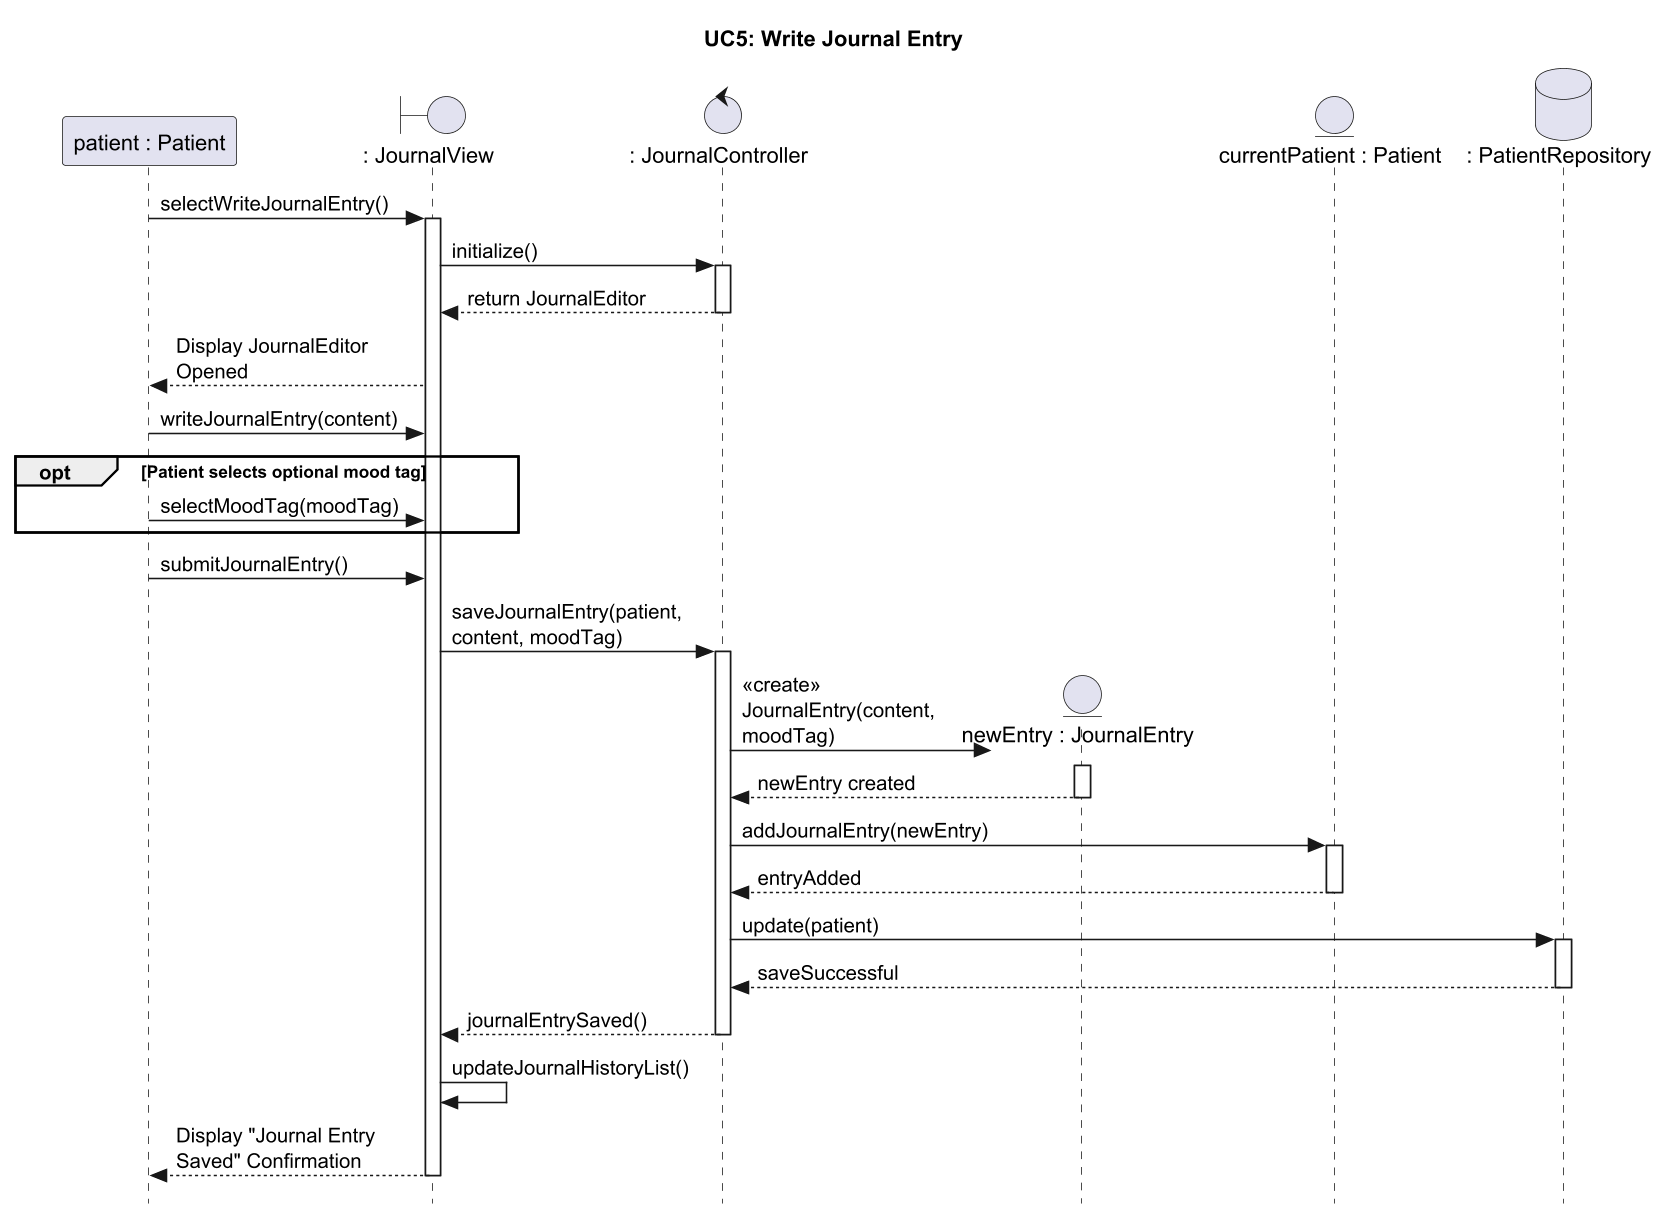 UC5: Write Journal Entry
patient : Patient
: JournalView
: JournalController
currentPatient : Patient
: PatientRepository
selectWriteJournalEntry()
initialize()
return JournalEditor
Display JournalEditor
Opened
writeJournalEntry(content)
opt
[Patient selects optional mood tag]
selectMoodTag(moodTag)
submitJournalEntry()
saveJournalEntry(patient,
content, moodTag)
«create»
JournalEntry(content,
moodTag)
newEntry : JournalEntry
newEntry created
addJournalEntry(newEntry)
entryAdded
update(patient)
saveSuccessful
journalEntrySaved()
updateJournalHistoryList()
Display "Journal Entry
Saved" Confirmation